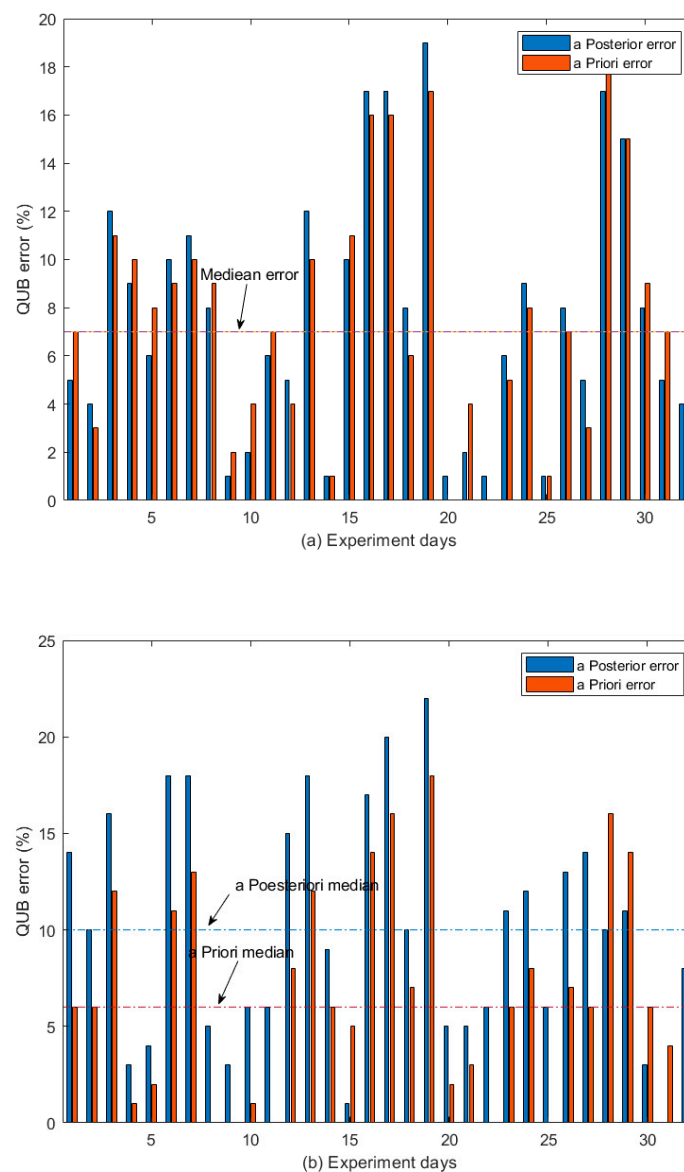 20
18
16
14
12
10
8
6
4
2
0
QUB error (%)
a Posterior error
a Priori error
Mediean error
5 10 15 20 25 30
(a) Experiment days
25
20
15
10
5
0
QUB error (%)
a Posterior error
a Priori error
a Poesteriori median
a Priori median
5 10 15 20 25 30
(b) Experiment days